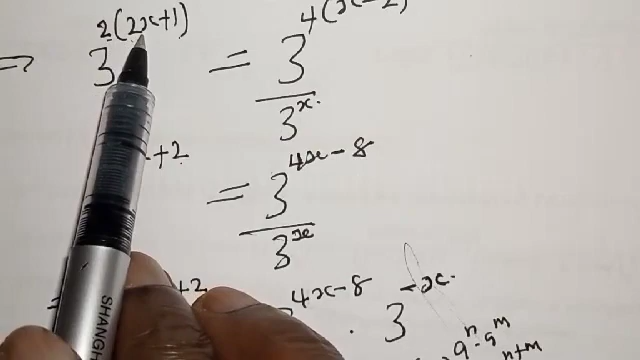 ⇒ 3^2(2x+1) = 3^4(x-2) / 3^x
+2 = 3^4x-8 / 3^x
= +2 3^4x-8 . 3^-x
a^n . a^m
n+m
SHANGH